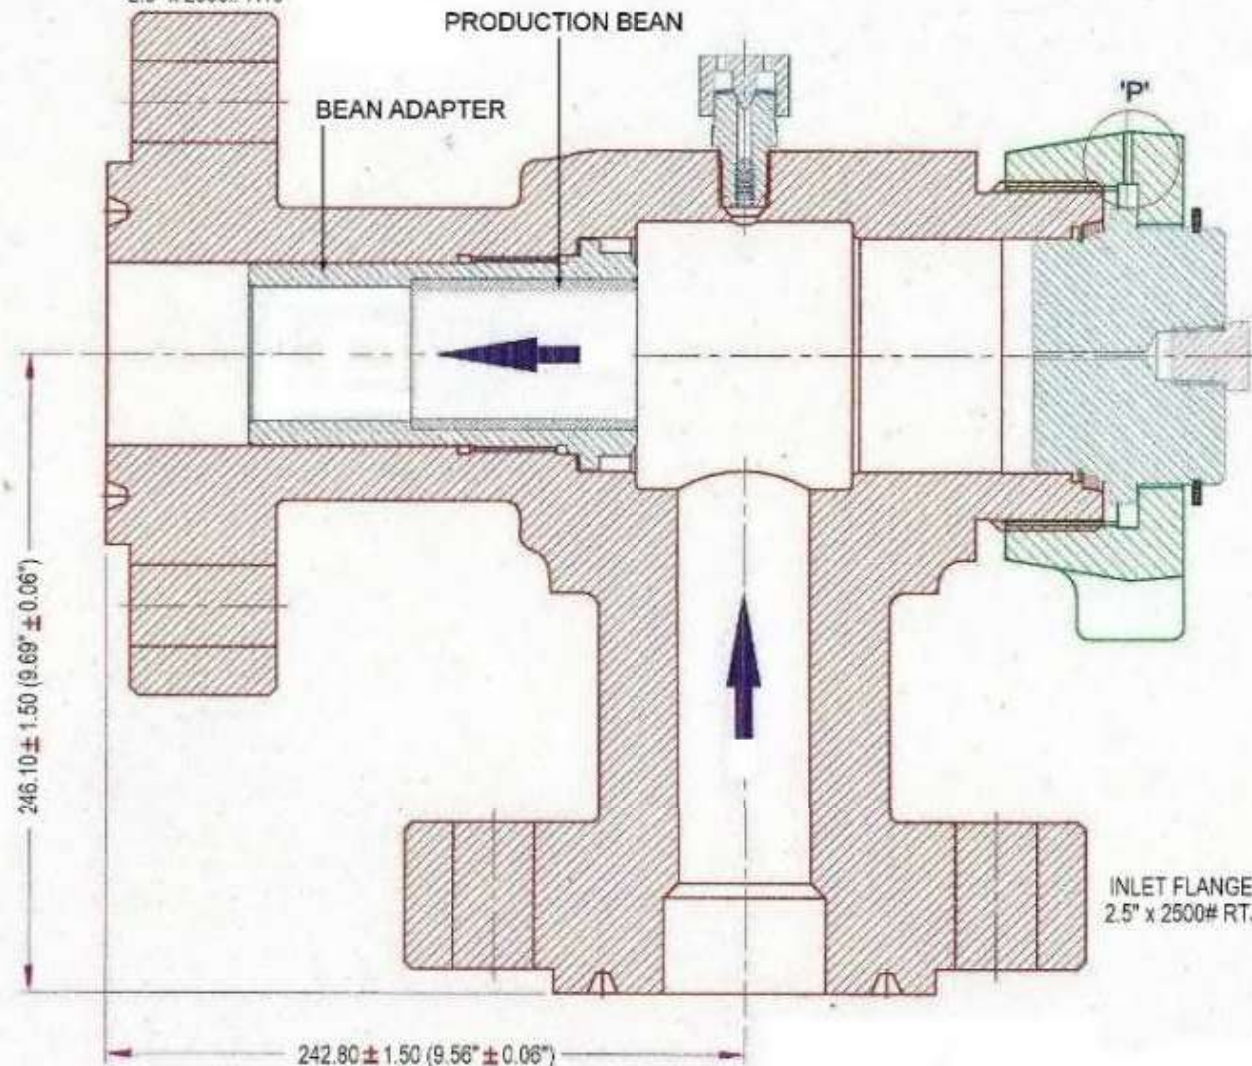 PRODUCTION BEAN
BEAN ADAPTER
'P'
246.10 ± 1.50 (9.69" ± 0.06")
INLET FLANGE
2.5" x 2500# RT
242.80 ± 1.50 (9.56" ± 0.06")